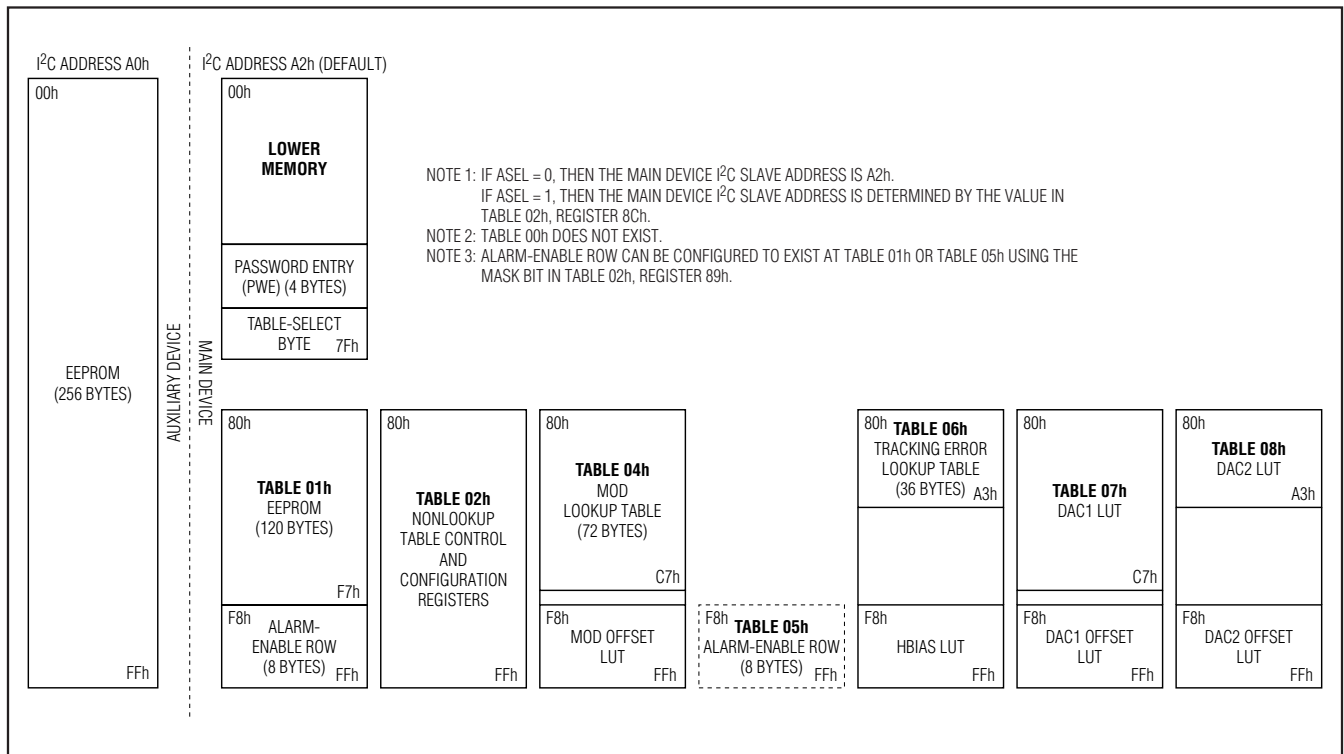 I2C ADDRESS A0h
00h
EEPROM
(256 BYTES)
FFh
AUXILIARY DEVICE
MAIN DEVICE
I2C ADDRESS A2h (DEFAULT)
00h
LOWER
MEMORY
PASSWORD ENTRY
(PWE) (4 BYTES)
TABLE-SELECT
BYTE 7Fh
NOTE 1: IF ASEL = 0, THEN THE MAIN DEVICE I2C SLAVE ADDRESS IS A2h.
IF ASEL = 1, THEN THE MAIN DEVICE I2C SLAVE ADDRESS IS DETERMINED BY THE VALUE IN
TABLE 02h, REGISTER 8Ch.
NOTE 2: TABLE 00h DOES NOT EXIST.
NOTE 3: ALARM-ENABLE ROW CAN BE CONFIGURED TO EXIST AT TABLE 01h OR TABLE 05h USING THE
MASK BIT IN TABLE 02h, REGISTER 89h.
80h
TABLE 01h
EEPROM
(120 BYTES)
F7h
F8h
ALARM-
ENABLE ROW
(8 BYTES) FFh
80h
TABLE 02h
NONLOOKUP
TABLE CONTROL
AND
CONFIGURATION
REGISTERS
FFh
80h
TABLE 04h
MOD
LOOKUP TABLE
(72 BYTES)
C7h
F8h
MOD OFFSET
LUT
FFh
F8h
TABLE 05h
ALARM-ENABLE ROW
(8 BYTES) FFh
80h TABLE 06h
TRACKING ERROR
LOOKUP TABLE
(36 BYTES) A3h
F8h
HBIAS LUT
FFh
80h
TABLE 07h
DAC1 LUT
C7h
F8h
DAC1 OFFSET
LUT
FFh
80h
TABLE 08h
DAC2 LUT
A3h
F8h
DAC2 OFFSET
LUT
FFh